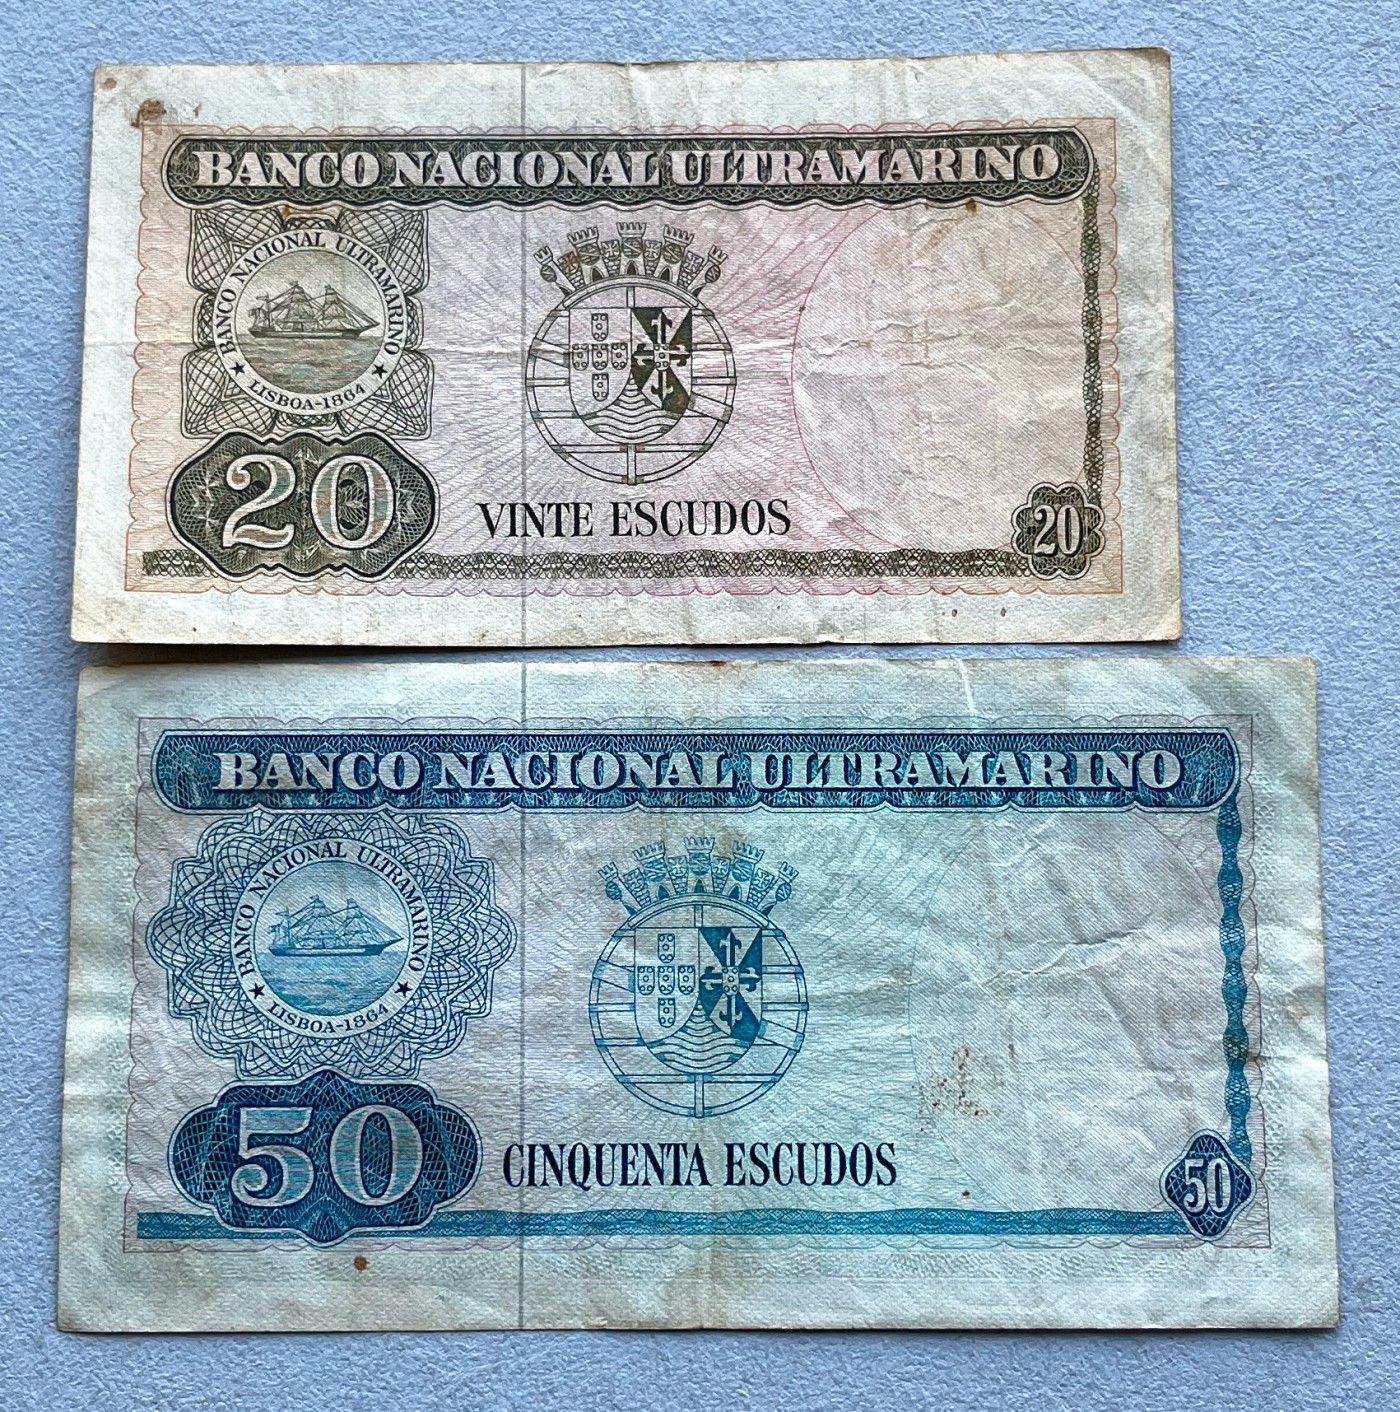 BANCO NACIONAL ULTRAMARINO
BANCO NACIONAL ULTRAMARINO
★ LISBOA-1864 ★
20
VINTE ESCUDOS
20
BANCO NACIONAL ULTRAMARINO
BANCO NACIONAL ULTRAMARINO
★ LISBOA-1864 ★
50
CINQUENTA ESCUDOS
50